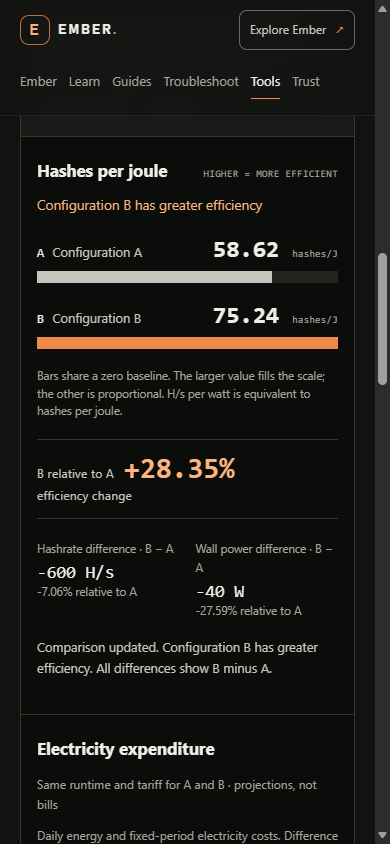 E EMBER.
Explore Ember ↗
Ember Learn Guides Troubleshoot Tools Trust
Hashes per joule
HIGHER = MORE EFFICIENT
Configuration B has greater efficiency
A Configuration A 58.62 hashes/J
B Configuration B 75.24 hashes/J
Bars share a zero baseline. The larger value fills the scale;
the other is proportional. H/s per watt is equivalent to
hashes per joule.
B relative to A +28.35%
efficiency change
Hashrate difference · B − A
-600 H/s
-7.06% relative to A
Wall power difference · B −
A
-40 W
-27.59% relative to A
Comparison updated. Configuration B has greater
efficiency. All differences show B minus A.
Electricity expenditure
Same runtime and tariff for A and B · projections, not
bills
Daily energy and fixed-period electricity costs. Difference